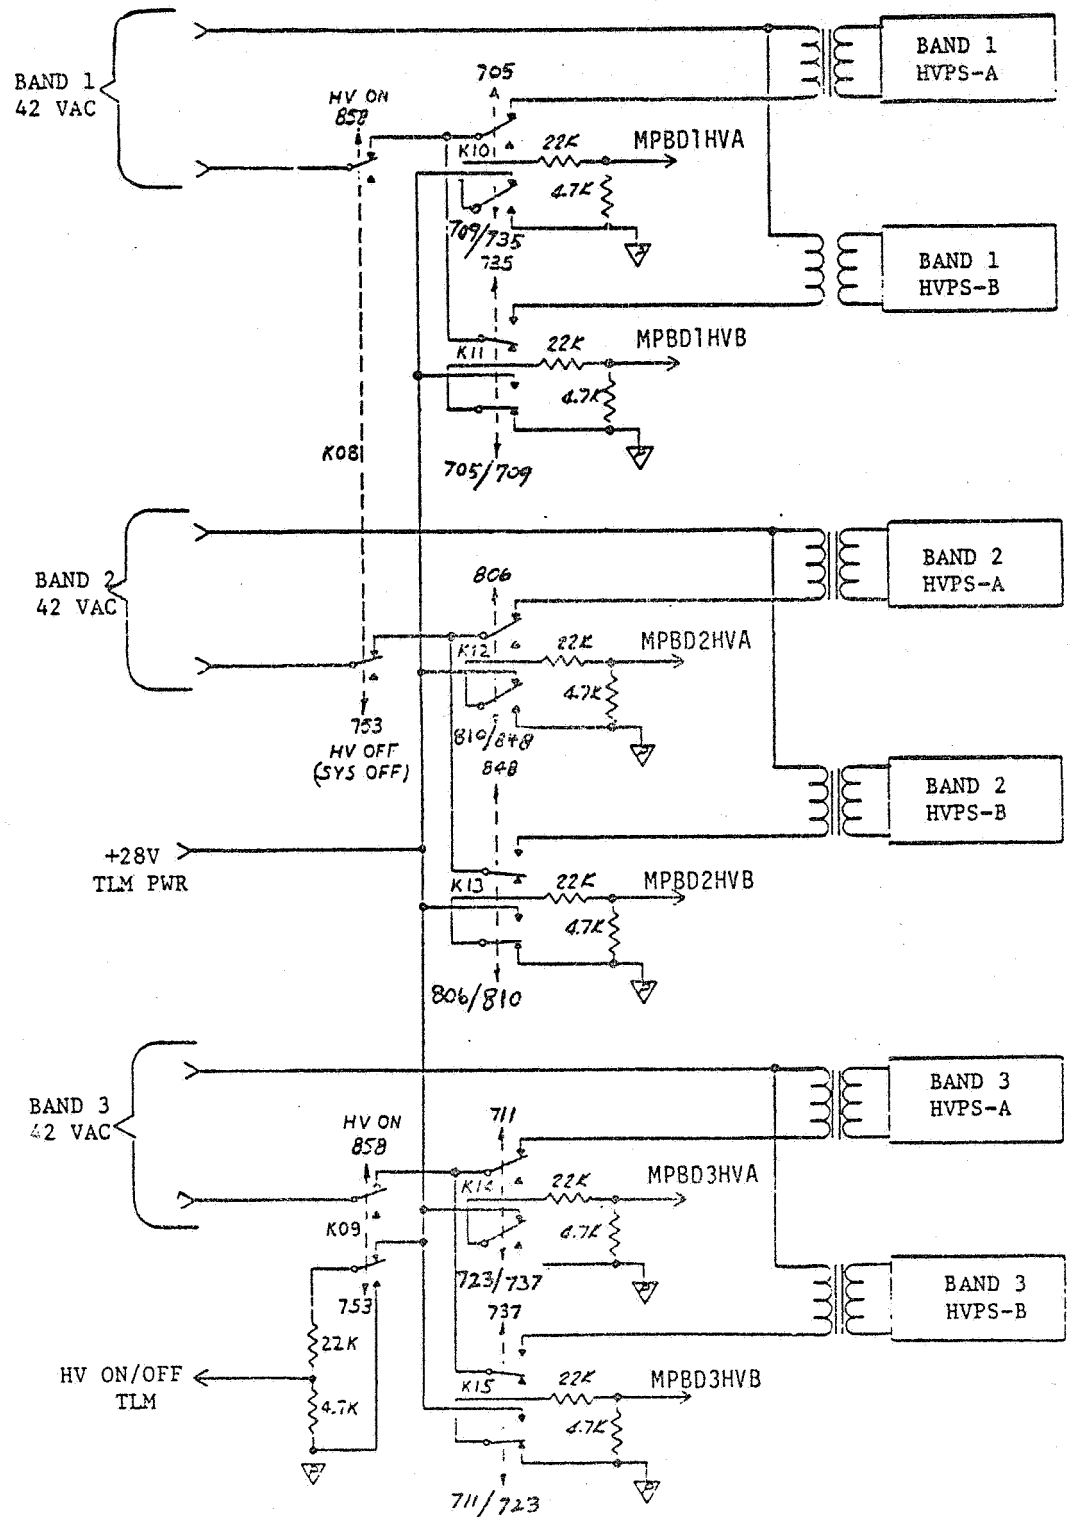 BAND 1
42 VAC
HV ON
858
705
BAND 1
HVPS-A
K10
22K
MPBD1HVA
4.7K
709/735
735
BAND 1
HVPS-B
K11
22K
MPBD1HVB
4.7K
705/709
K08
BAND 2
42 VAC
806
BAND 2
HVPS-A
K12
22K
MPBD2HVA
4.7K
753
HV OFF
(SYS OFF)
810/848
848
BAND 2
HVPS-B
+28V
TLM PWR
K13
22K
MPBD2HVB
4.7K
806/810
BAND 3
42 VAC
HV ON
858
711
BAND 3
HVPS-A
K14
22K
MPBD3HVA
K09
4.7K
753
723/737
737
BAND 3
HVPS-B
22K
HV ON/OFF
TLM
4.7K
K15
22K
MPBD3HVB
4.7K
711/723